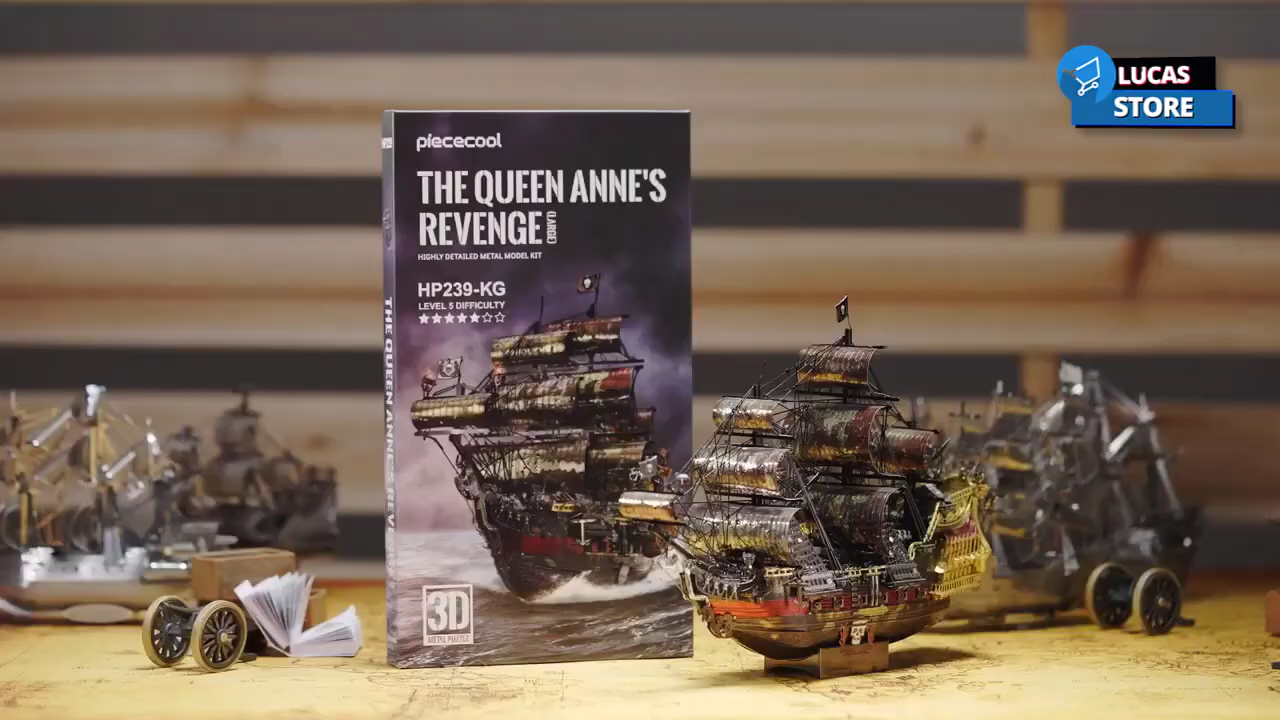 LUCAS
STORE
piececool
THE QUEEN ANNE'S
REVENGE (LARGE)
HIGHLY DETAILED METAL MODEL KIT
HP239-KG
LEVEL 5 DIFFICULTY
THE QUEEN ANNE'S REV
3D
METAL PUZZLE